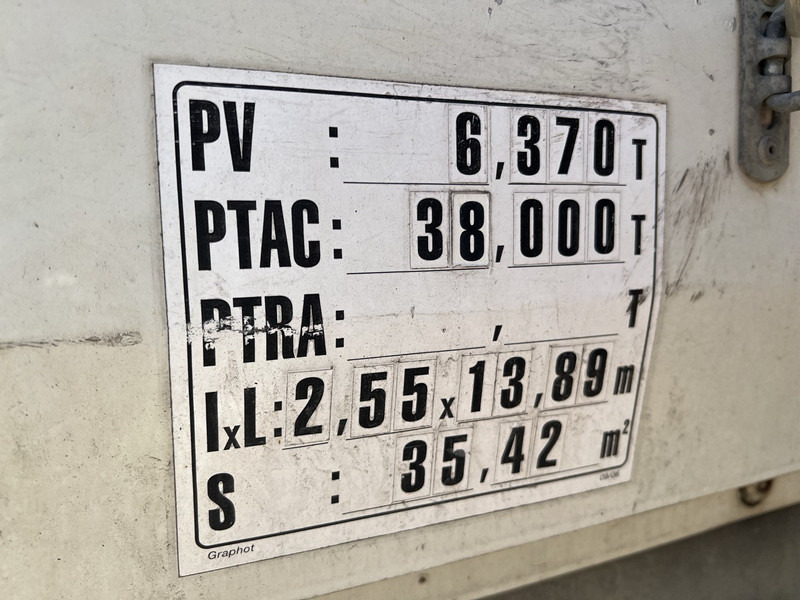 PV : 6,370 T
PTAC: 38,000 T
PTRA: , T
lxL: 2,55 x 13,89 m
S : 35,42 m²
Graphot